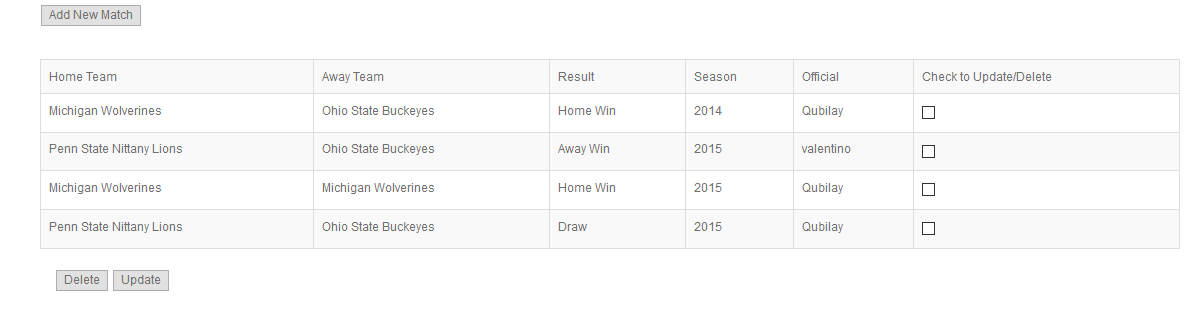 Add New Match
Home Team Away Team Result Season Official Check to Update/Delete
Michigan Wolverines Ohio State Buckeyes Home Win 2014 Qubilay
Penn State Nittany Lions Ohio State Buckeyes Away Win 2015 valentino
Michigan Wolverines Michigan Wolverines Home Win 2015 Qubilay
Penn State Nittany Lions Ohio State Buckeyes Draw 2015 Qubilay
Delete Update